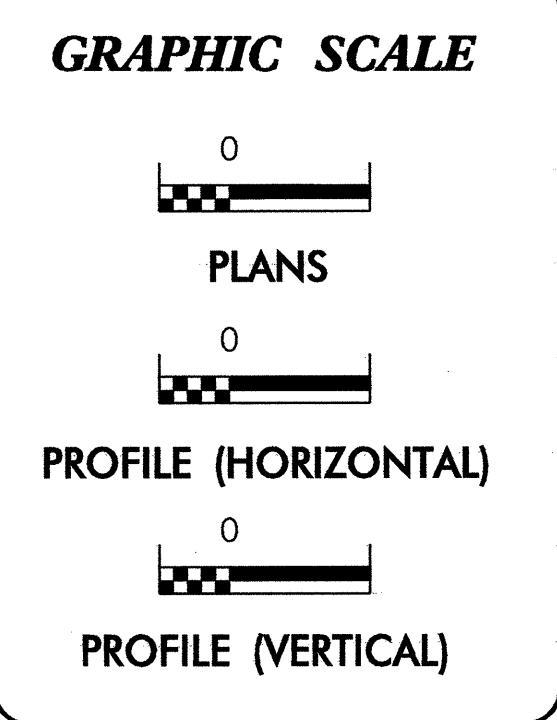 GRAPHIC SCALE
0
PLANS
0
PROFILE (HORIZONTAL)
0
PROFILE (VERTICAL)